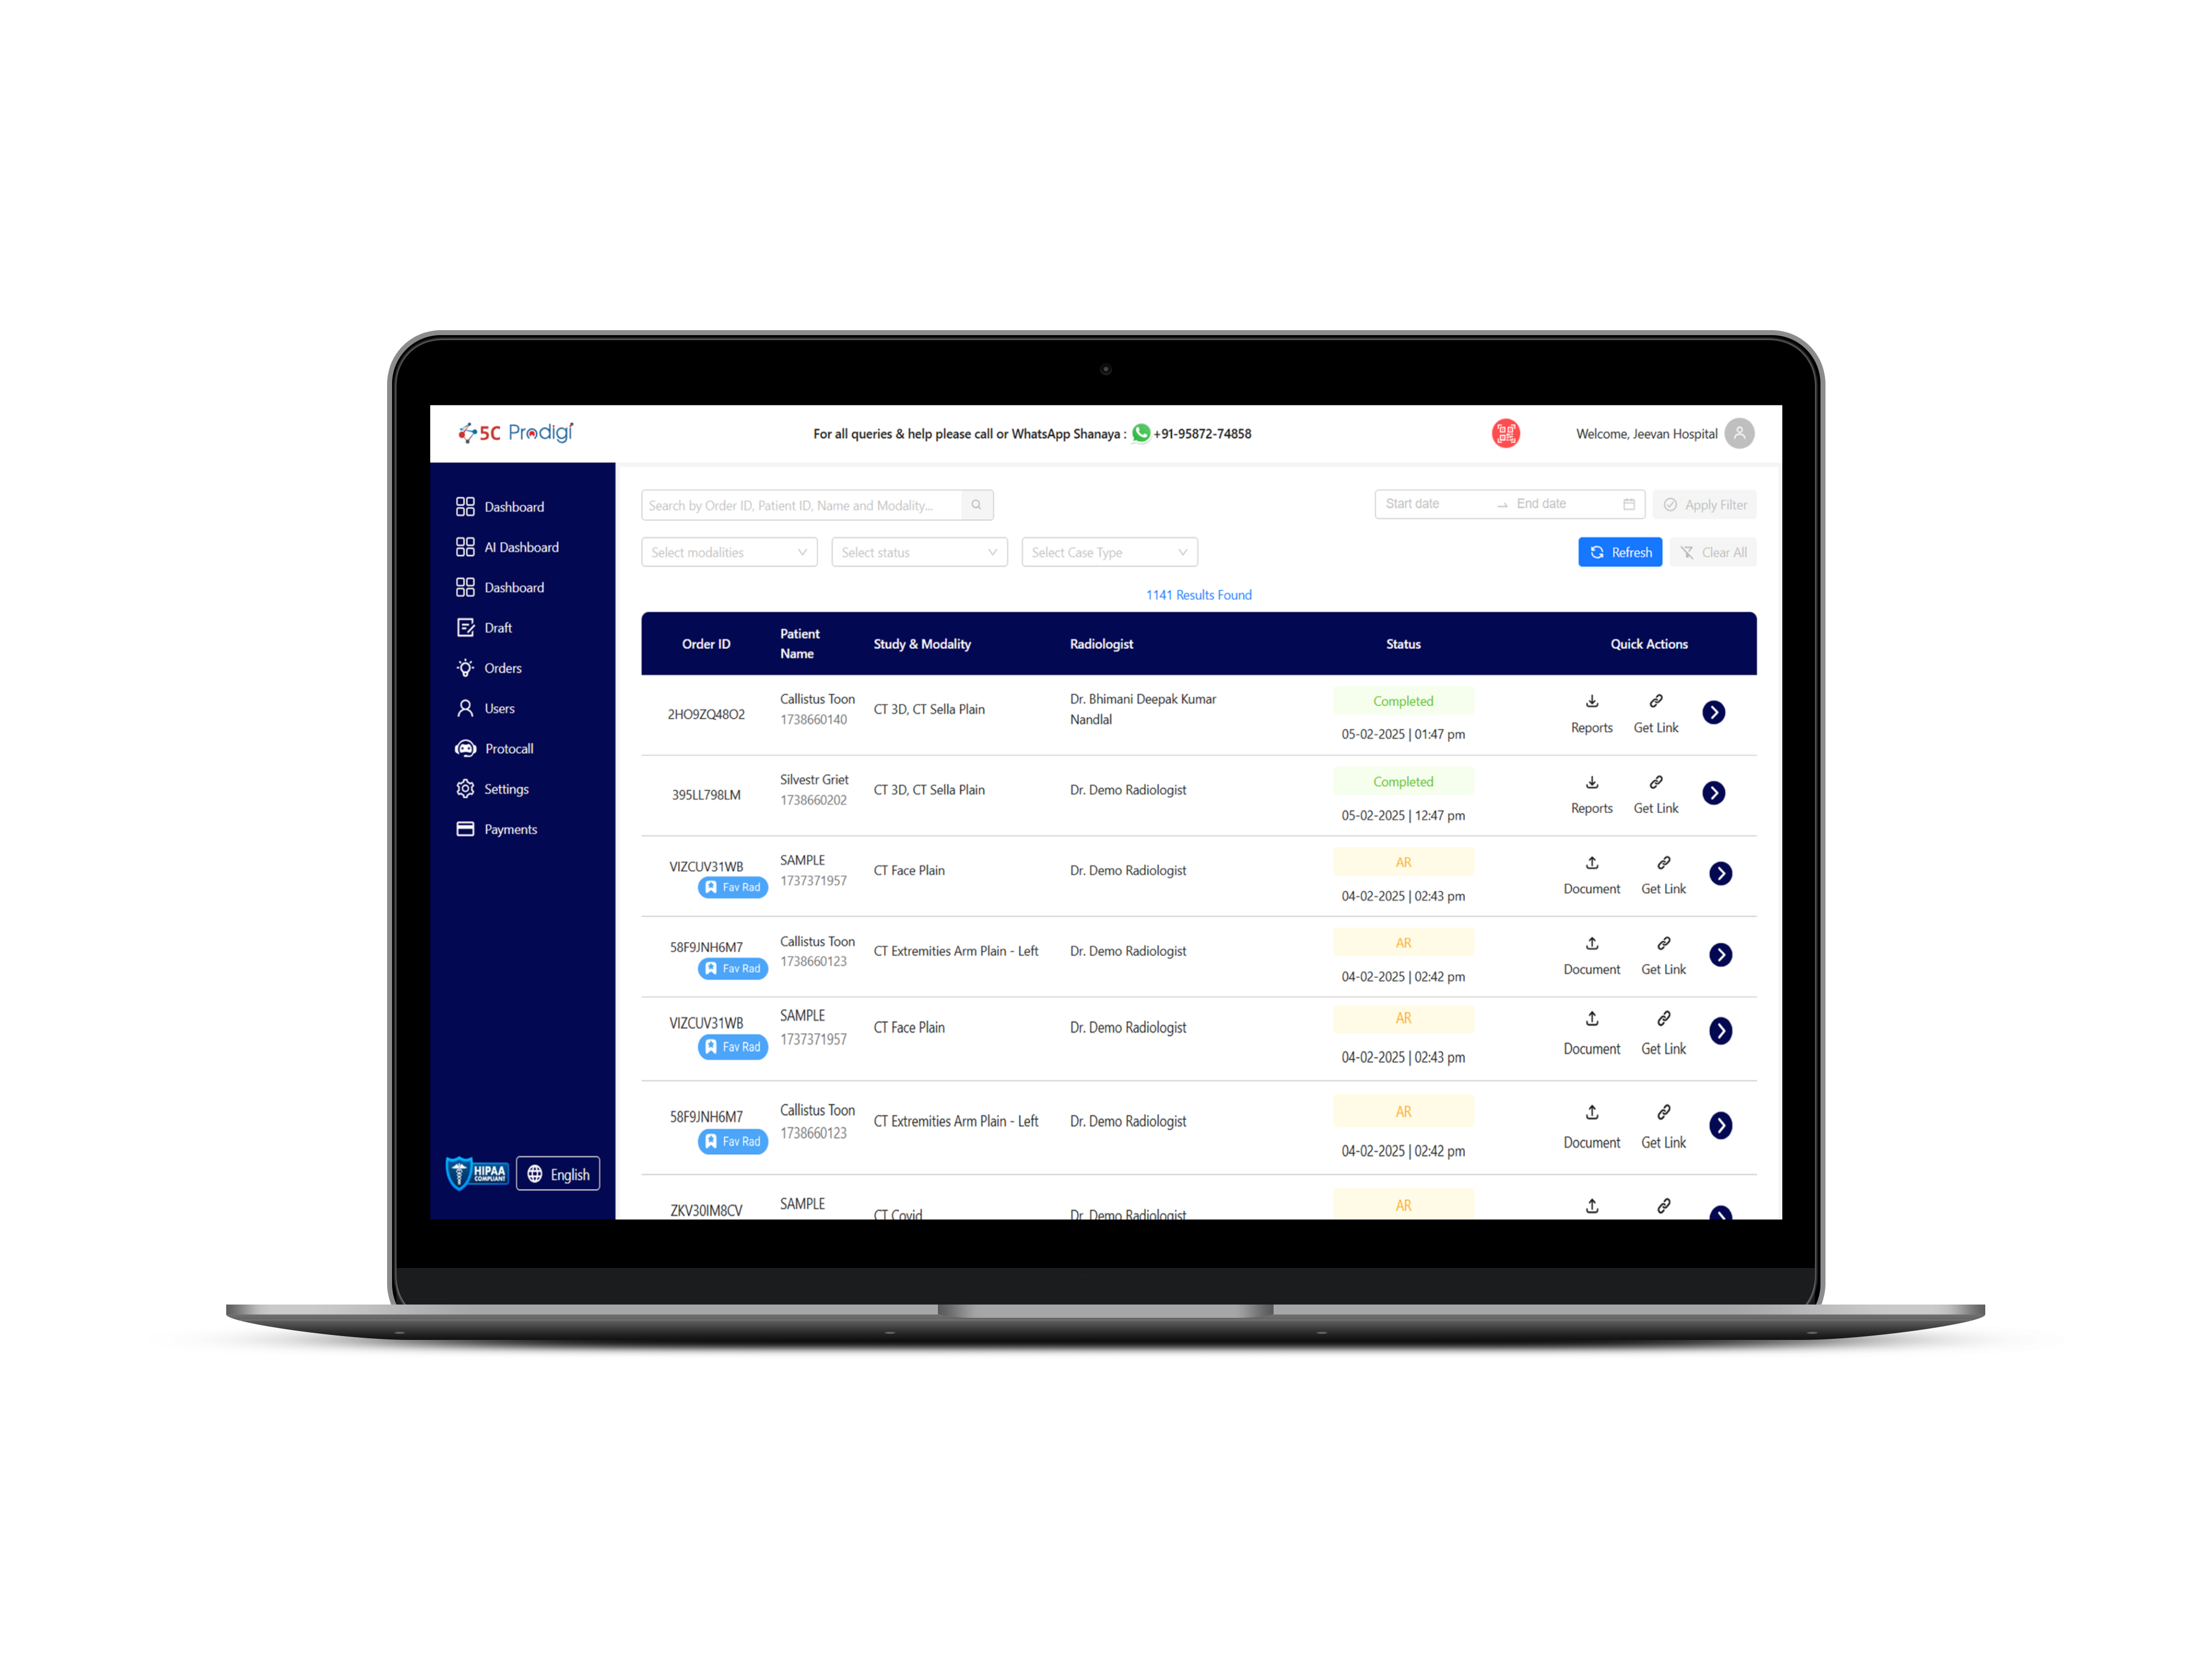 5C Prodigi
For all queries & help please call or WhatsApp Shanaya : +91-95872-74858
Welcome, Jeevan Hospital
Dashboard
AI Dashboard
Dashboard
Draft
Orders
Users
Protocall
Settings
Payments
HIPAA
COMPLIANT
English
Search by Order ID, Patient ID, Name and Modality...
Start date → End date
Apply Filter
Select modalities
Select status
Select Case Type
Refresh
Clear All
1141 Results Found
Order ID Patient Name Study & Modality Radiologist Status Quick Actions
2HO9ZQ48O2 Callistus Toon CT 3D, CT Sella Plain Dr. Bhimani Deepak Kumar Nandlal Completed
1738660140 05-02-2025 | 01:47 pm Reports Get Link
395LL798LM Silvestr Griet CT 3D, CT Sella Plain Dr. Demo Radiologist Completed
1738660202 05-02-2025 | 12:47 pm Reports Get Link
VIZCUV31WB SAMPLE CT Face Plain Dr. Demo Radiologist AR
Fav Rad 1737371957 04-02-2025 | 02:43 pm Document Get Link
58F9JNH6M7 Callistus Toon CT Extremities Arm Plain - Left Dr. Demo Radiologist AR
Fav Rad 1738660123 04-02-2025 | 02:42 pm Document Get Link
VIZCUV31WB SAMPLE CT Face Plain Dr. Demo Radiologist AR
Fav Rad 1737371957 04-02-2025 | 02:43 pm Document Get Link
58F9JNH6M7 Callistus Toon CT Extremities Arm Plain - Left Dr. Demo Radiologist AR
Fav Rad 1738660123 04-02-2025 | 02:42 pm Document Get Link
ZKV30IM8CV SAMPLE CT Covid Dr. Demo Radiologist AR